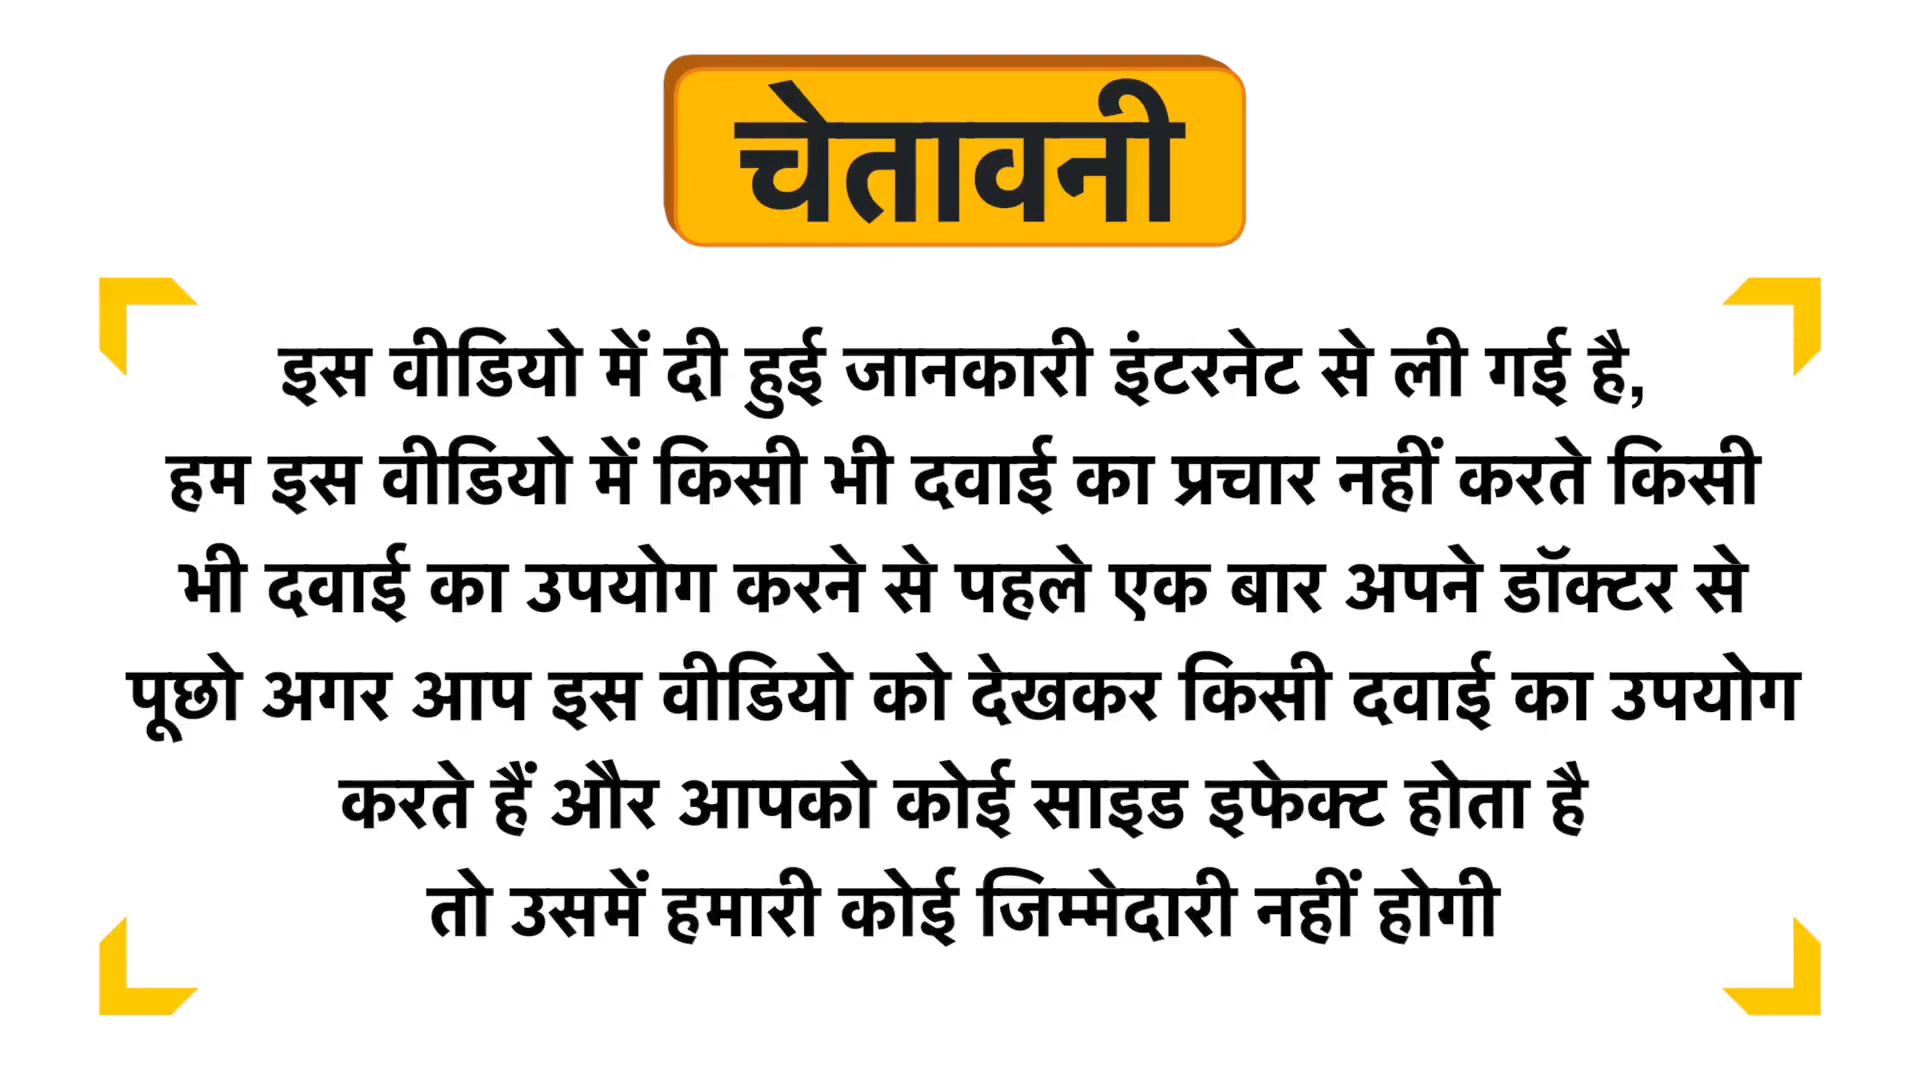 चेतावनी
इस वीडियो में दी हुई जानकारी इंटरनेट से ली गई है,
हम इस वीडियो में किसी भी दवाई का प्रचार नहीं करते किसी
भी दवाई का उपयोग करने से पहले एक बार अपने डॉक्टर से
पूछो अगर आप इस वीडियो को देखकर किसी दवाई का उपयोग
करते हैं और आपको कोई साइड इफेक्ट होता है
तो उसमें हमारी कोई जिम्मेदारी नहीं होगी